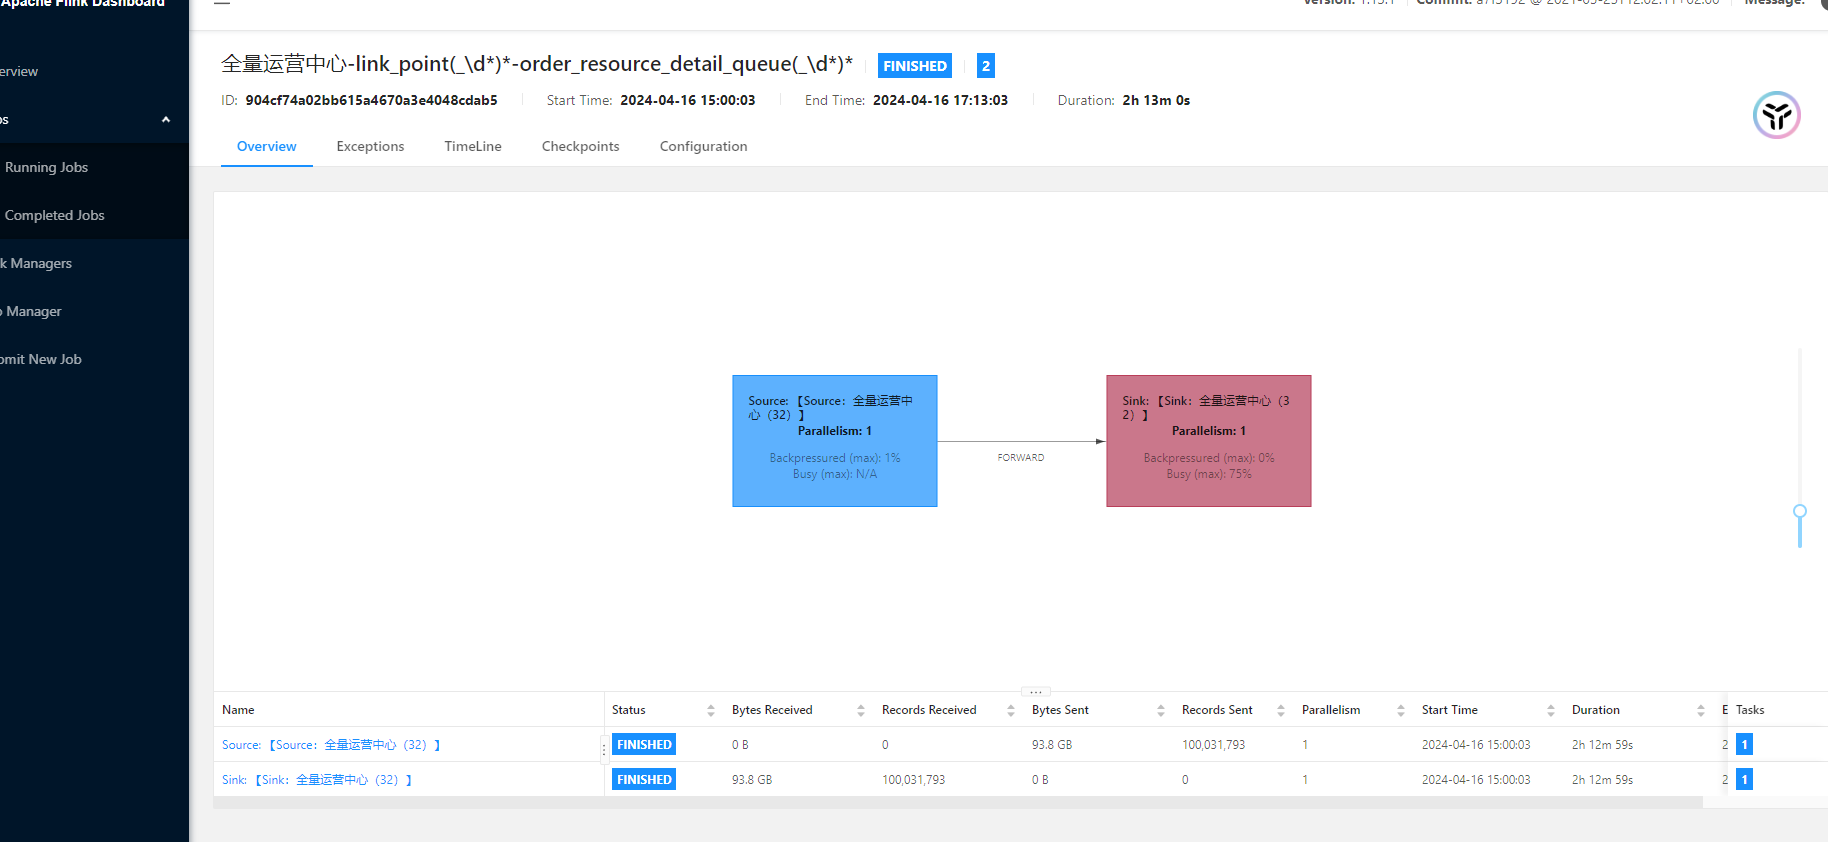 Apache Flink Dashboard
Version: 1.13.1 Commit: a7f3192 @ 2021-05-25T12:02:11+02:00 Message:
erview
os
Running Jobs
Completed Jobs
k Managers
o Manager
bmit New Job
全量运营中心-link_point(_\d*)*-order_resource_detail_queue(_\d*)* FINISHED 2
ID: 904cf74a02bb615a4670a3e4048cdab5 Start Time: 2024-04-16 15:00:03 End Time: 2024-04-16 17:13:03 Duration: 2h 13m 0s
Overview Exceptions TimeLine Checkpoints Configuration
Source: 【Source：全量运营中
心（32）】
Parallelism: 1
Backpressured (max): 1%
Busy (max): N/A
FORWARD
Sink: 【Sink：全量运营中心（3
2）】
Parallelism: 1
Backpressured (max): 0%
Busy (max): 75%
Name Status Bytes Received Records Received Bytes Sent Records Sent Parallelism Start Time Duration E Tasks
Source: 【Source：全量运营中心（32）】 FINISHED 0 B 0 93.8 GB 100,031,793 1 2024-04-16 15:00:03 2h 12m 59s 2 1
Sink: 【Sink：全量运营中心（32）】 FINISHED 93.8 GB 100,031,793 0 B 0 1 2024-04-16 15:00:03 2h 12m 59s 2 1